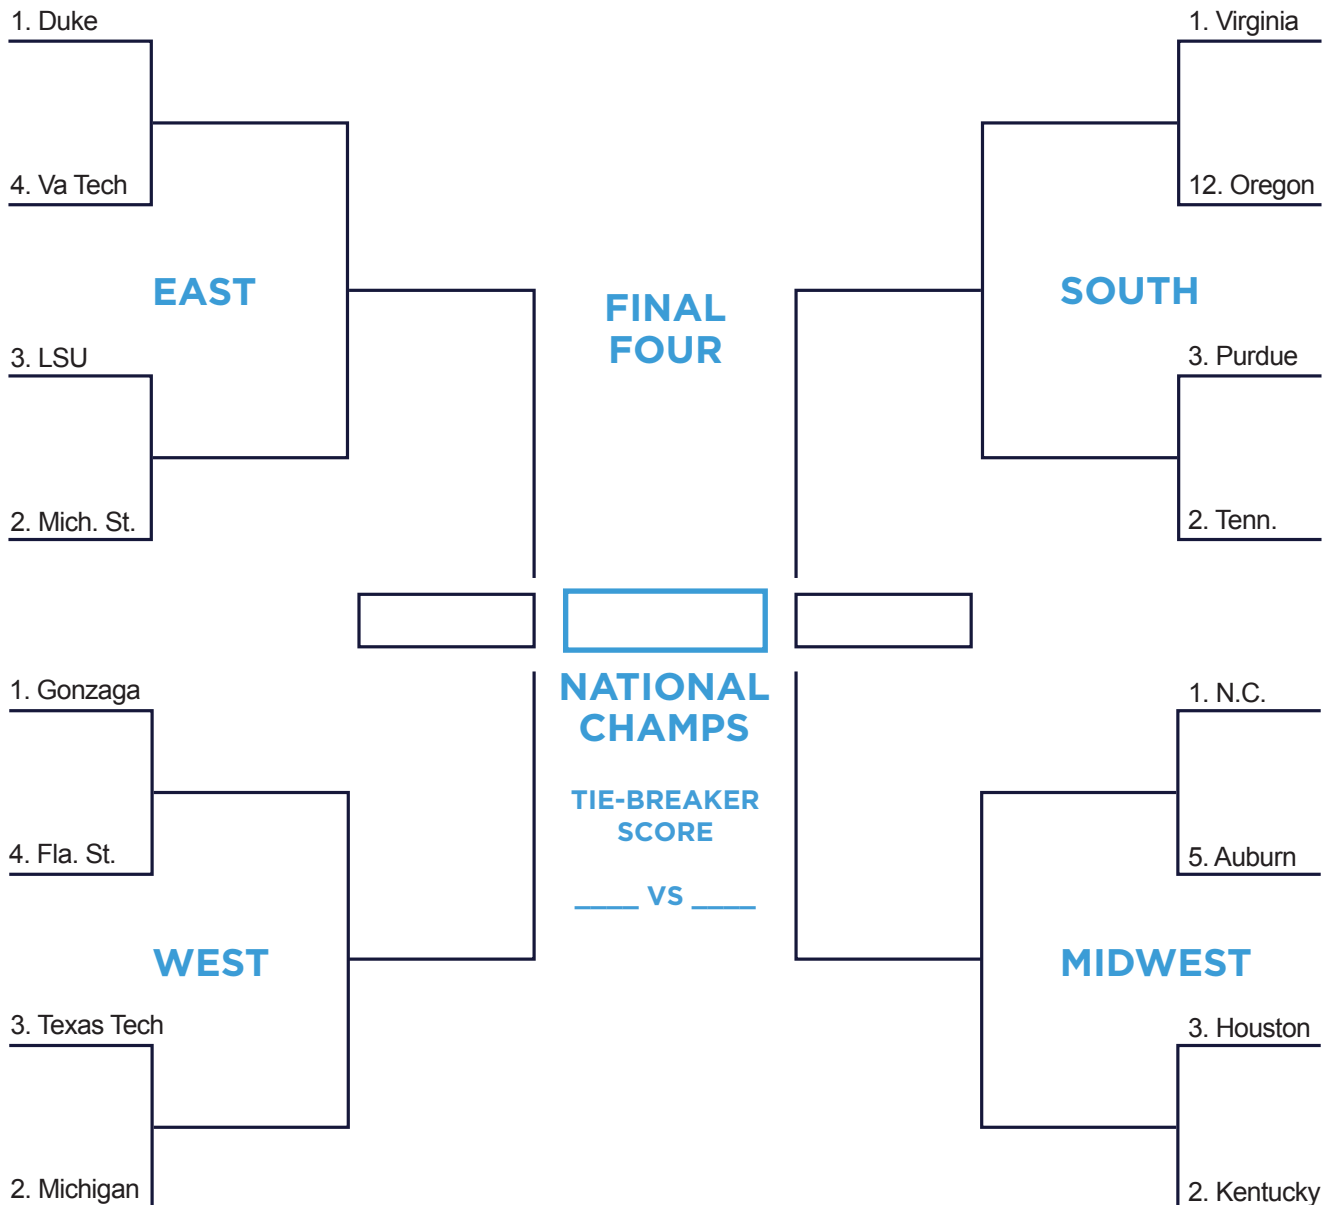 1. Duke
4. Va Tech
EAST
3. LSU
2. Mich. St.
1. Gonzaga
4. Fla. St.
WEST
3. Texas Tech
2. Michigan
FINAL
FOUR
NATIONAL
CHAMPS
TIE-BREAKER
SCORE
____ VS ____
1. Virginia
12. Oregon
SOUTH
3. Purdue
2. Tenn.
1. N.C.
5. Auburn
MIDWEST
3. Houston
2. Kentucky